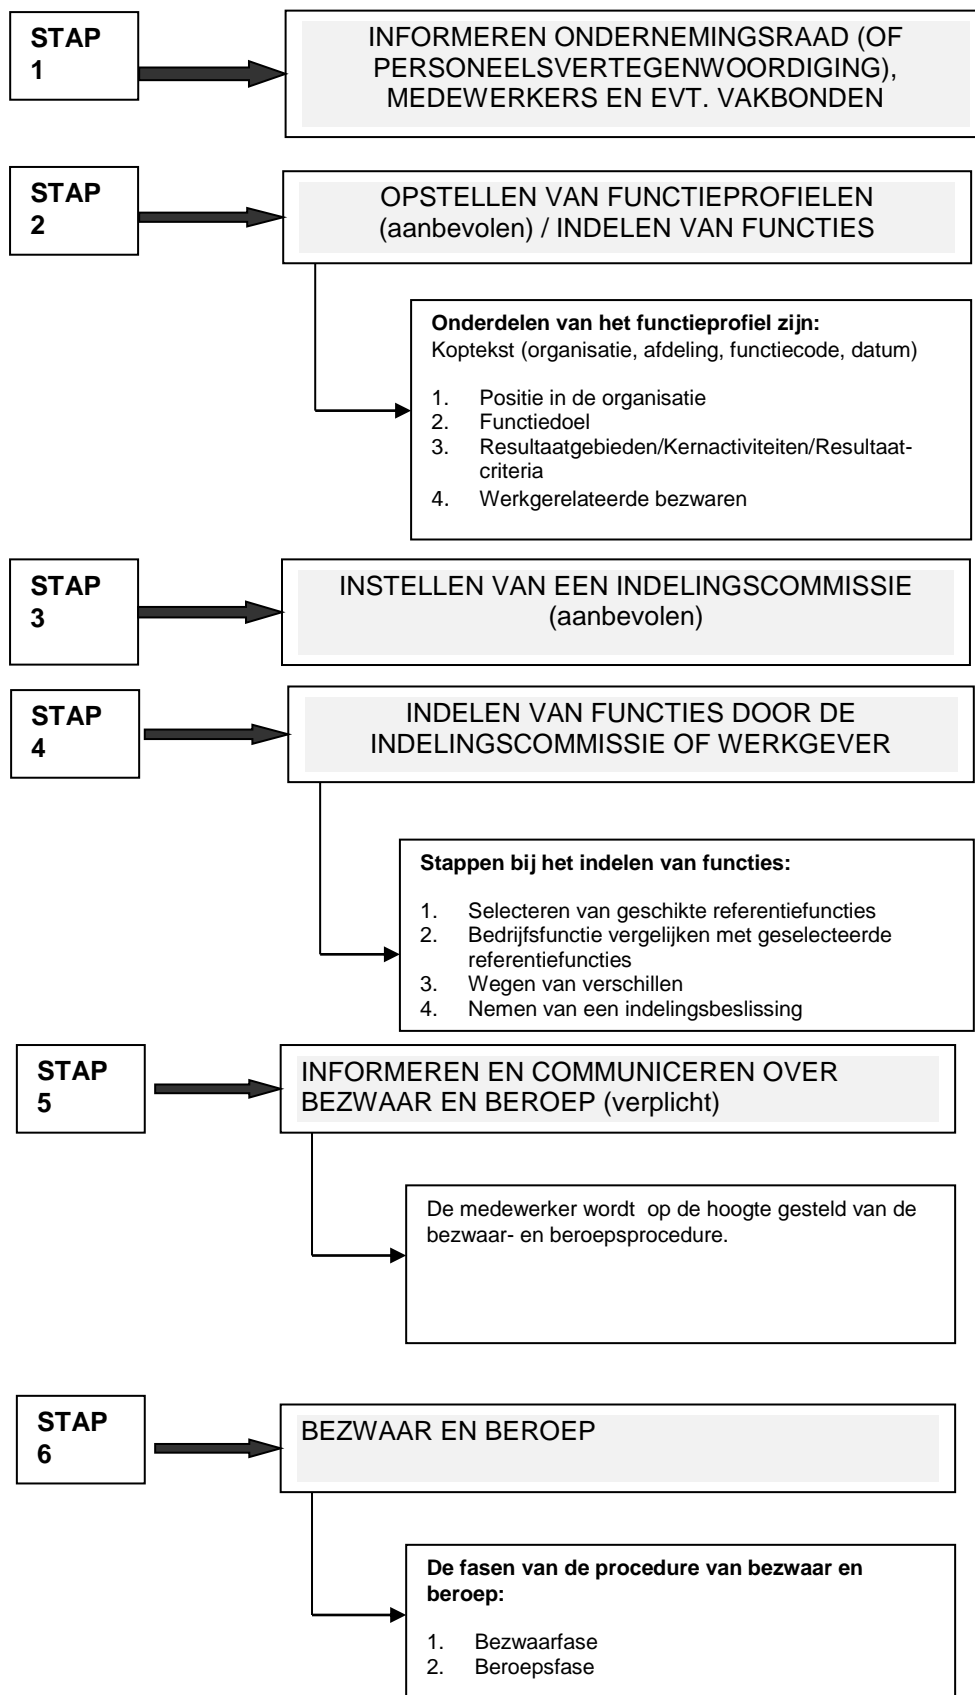 STAP
1
INFORMEREN ONDERNEMINGSRAAD (OF
PERSONEELSVERTEGENWOORDIGING),
MEDEWERKERS EN EVT. VAKBONDEN
STAP
2
OPSTELLEN VAN FUNCTIEPROFIELEN
(aanbevolen) / INDELEN VAN FUNCTIES
Onderdelen van het functieprofiel zijn:
Koptekst (organisatie, afdeling, functiecode, datum)
1. Positie in de organisatie
2. Functiedoel
3. Resultaatgebieden/Kernactiviteiten/Resultaat-
criteria
4. Werkgerelateerde bezwaren
STAP
3
INSTELLEN VAN EEN INDELINGSCOMMISSIE
(aanbevolen)
STAP
4
INDELEN VAN FUNCTIES DOOR DE
INDELINGSCOMMISSIE OF WERKGEVER
Stappen bij het indelen van functies:
1. Selecteren van geschikte referentiefuncties
2. Bedrijfsfunctie vergelijken met geselecteerde
referentiefuncties
3. Wegen van verschillen
4. Nemen van een indelingsbeslissing
STAP
5
INFORMEREN EN COMMUNICEREN OVER
BEZWAAR EN BEROEP (verplicht)
De medewerker wordt op de hoogte gesteld van de
bezwaar- en beroepsprocedure.
STAP
6
BEZWAAR EN BEROEP
De fasen van de procedure van bezwaar en
beroep:
1. Bezwaarfase
2. Beroepsfase